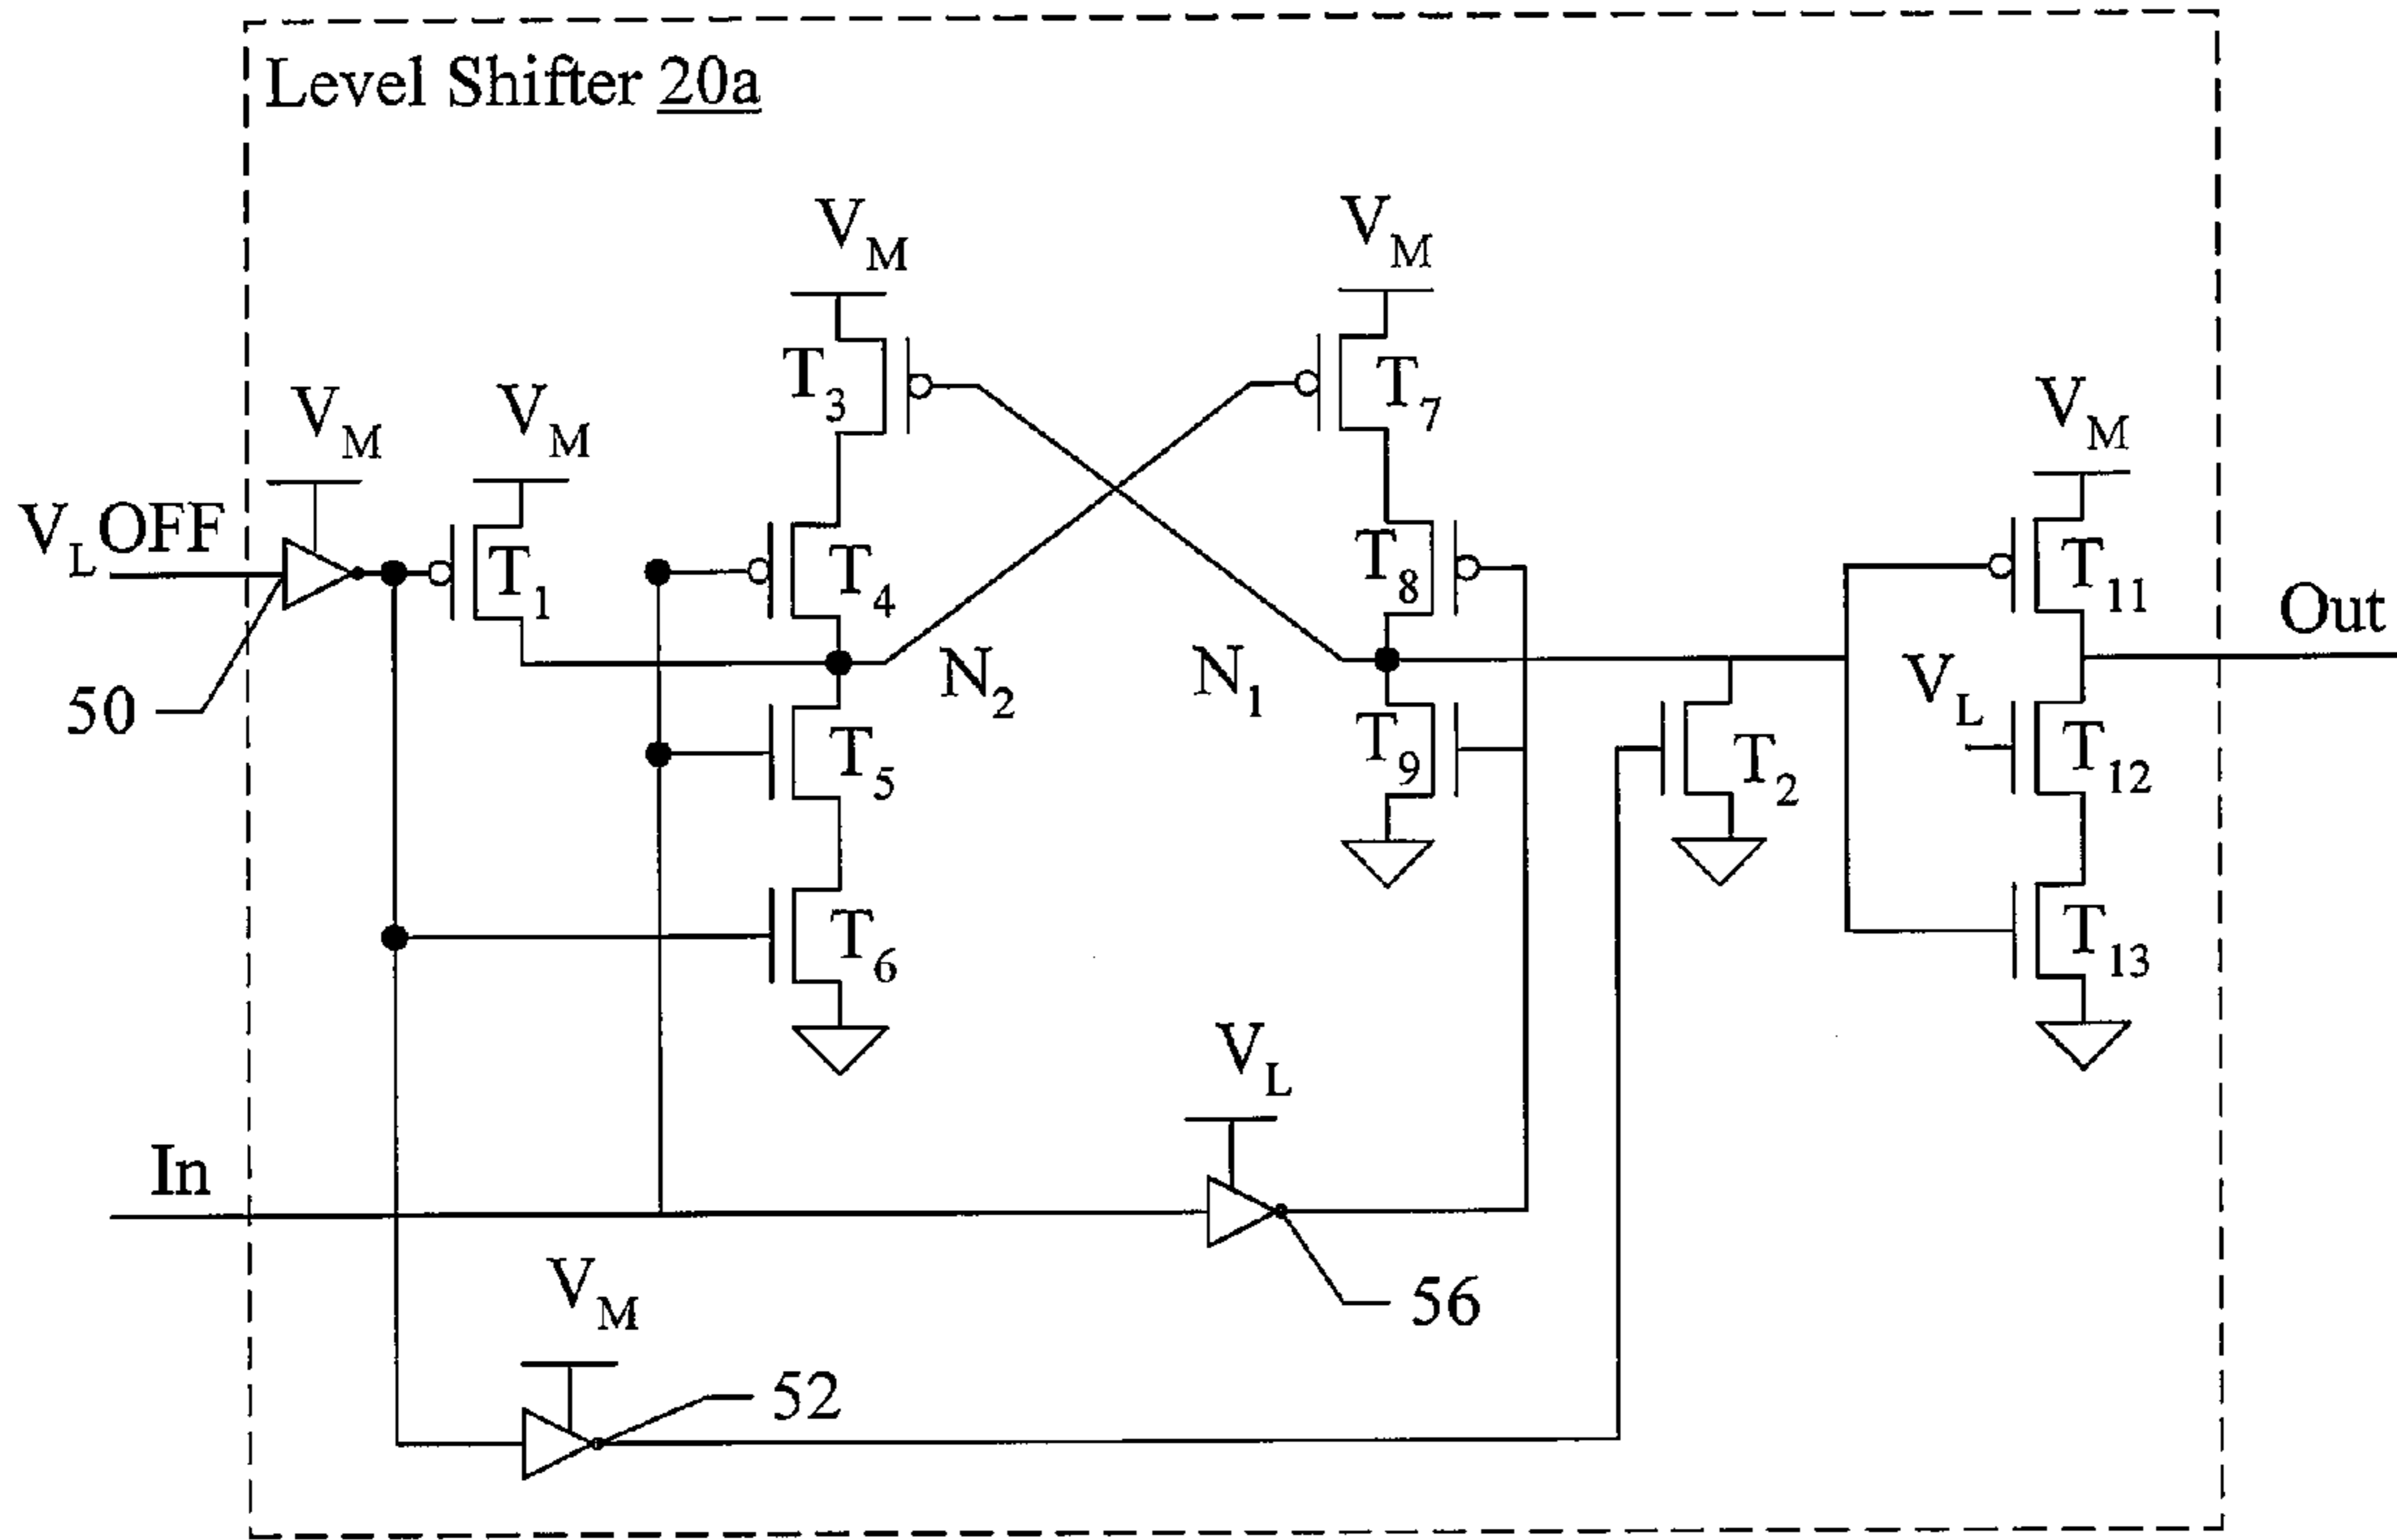 Level Shifter 20a
V_M
V_M
T_3
T_7
V_M
V_M
V_M
V_L OFF
T_1
T_4
T_8
T_11
Out
50
N_2
N_1
V_L
T_5
T_9
T_2
T_12
T_6
T_13
V_L
In
V_M
56
52